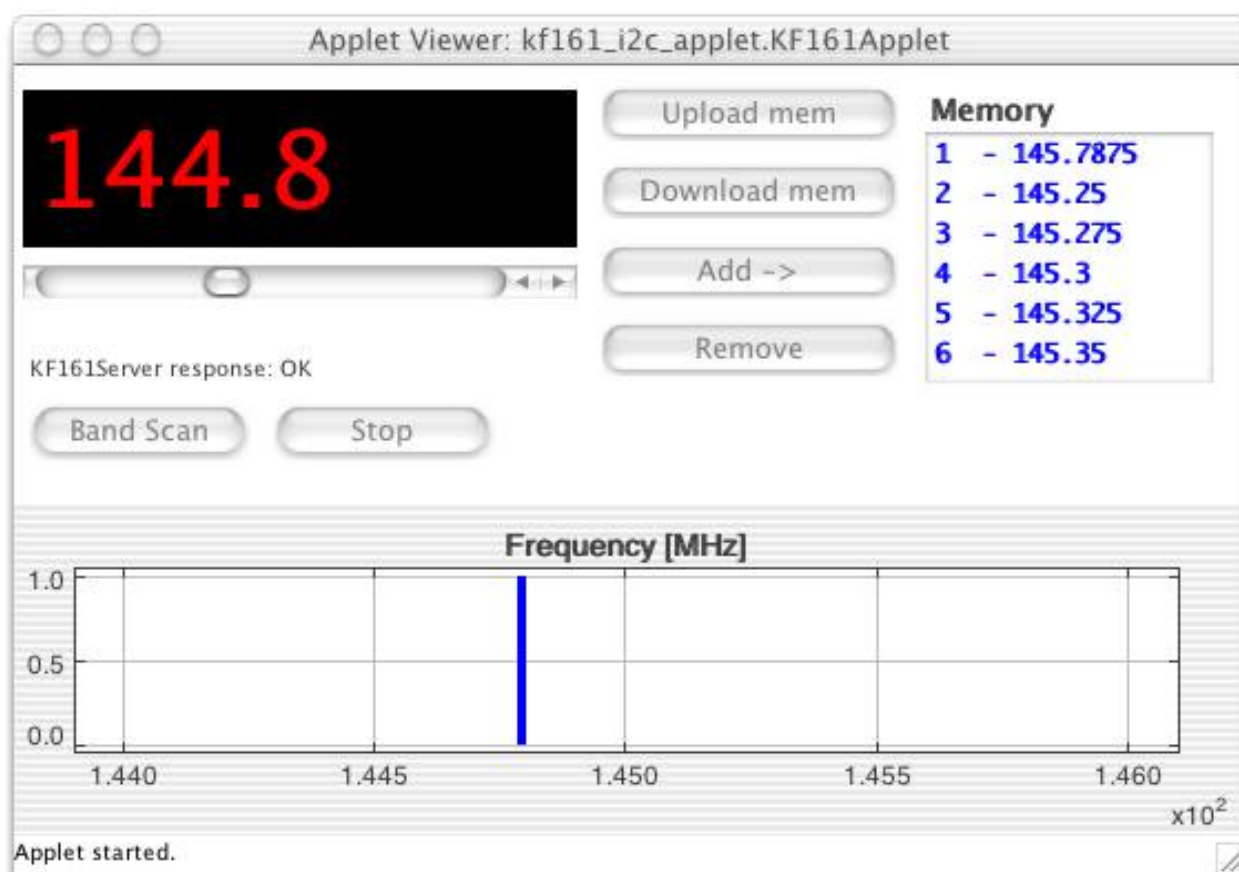 Applet Viewer: kf161_i2c_applet.KF161Applet
144.8
KF161Server response: OK
Band Scan
Stop
Upload mem
Download mem
Add ->
Remove
Memory
1 - 145.7875
2 - 145.25
3 - 145.275
4 - 145.3
5 - 145.325
6 - 145.35
Frequency [MHz]
1.0
0.5
0.0
1.440 1.445 1.450 1.455 1.460
x10²
Applet started.